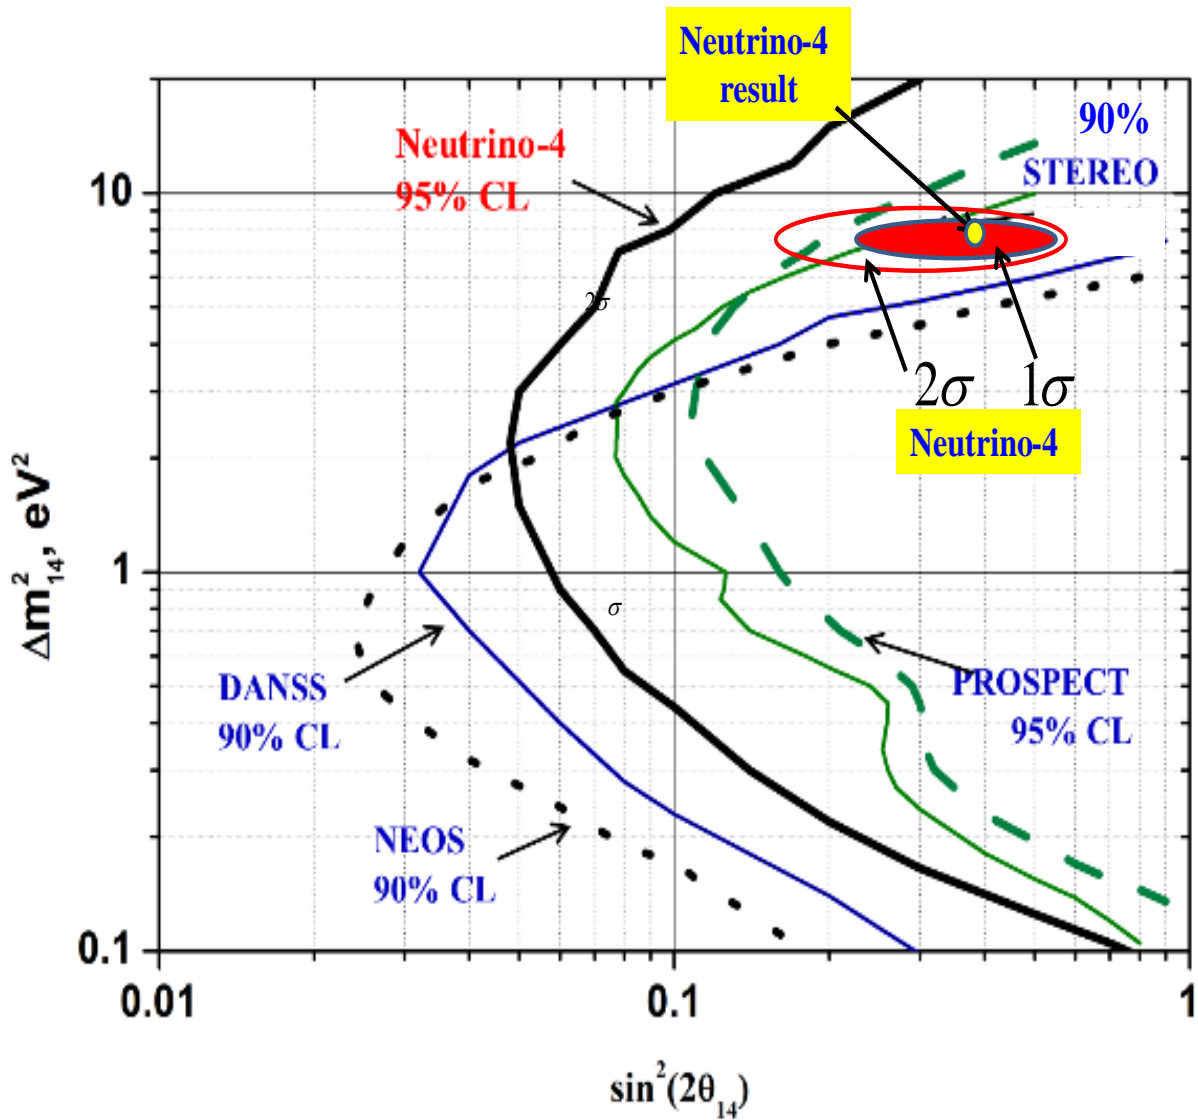 Neutrino-4
result
90%
STEREO
Neutrino-4
95% CL
10
2σ
2σ
1σ
Neutrino-4
Δm²₁₄, eV²
1
σ
DANSS
90% CL
PROSPECT
95% CL
NEOS
90% CL
0.1
0.01
0.1
1
sin²(2θ₁₄)